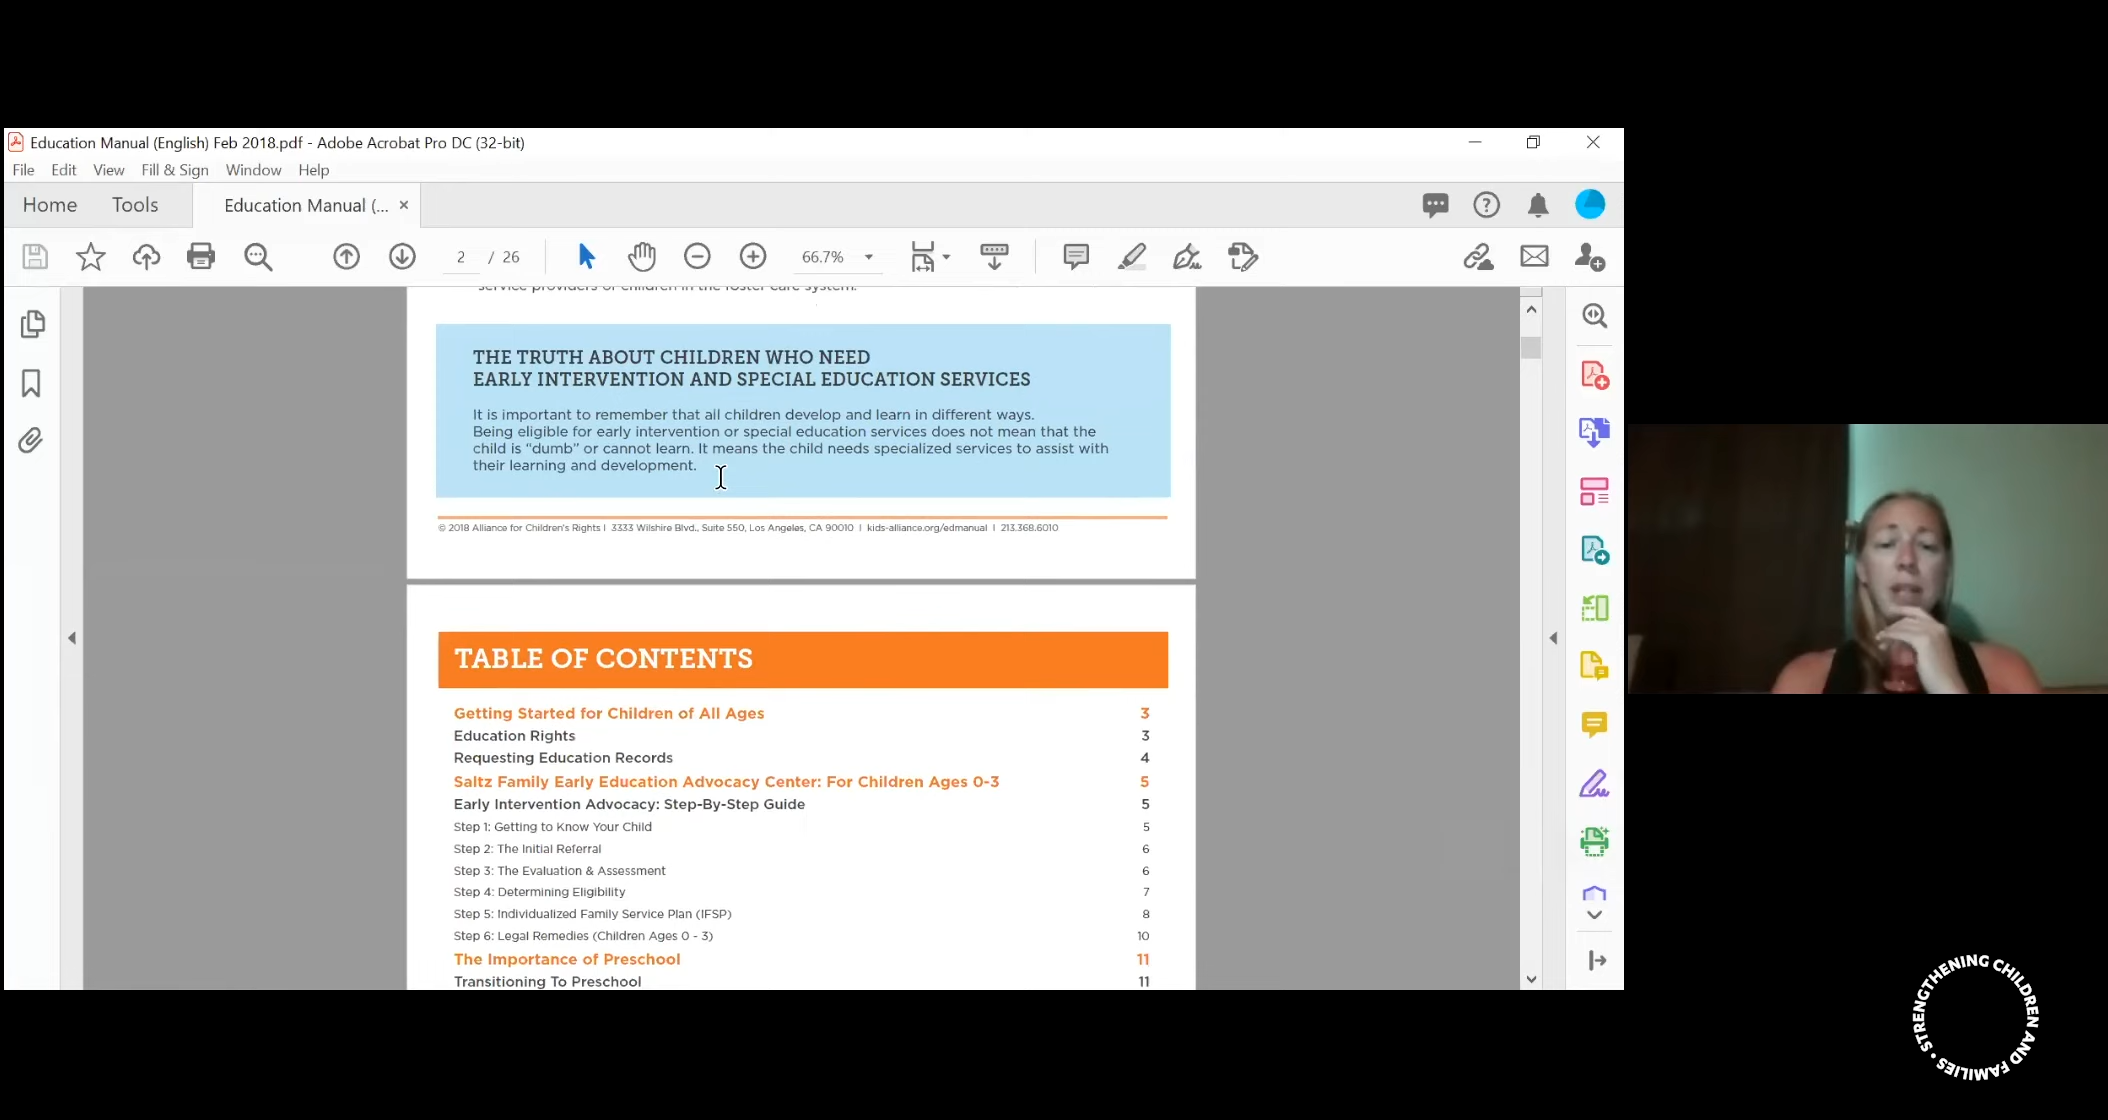 Education Manual (English) Feb 2018.pdf - Adobe Acrobat Pro DC (32-bit)
File Edit View Fill & Sign Window Help
Home Tools Education Manual (...
2 / 26 66.7%
service providers of children in the foster care system.
THE TRUTH ABOUT CHILDREN WHO NEED
EARLY INTERVENTION AND SPECIAL EDUCATION SERVICES
It is important to remember that all children develop and learn in different ways.
Being eligible for early intervention or special education services does not mean that the
child is “dumb” or cannot learn. It means the child needs specialized services to assist with
their learning and development.
© 2018 Alliance for Children's Rights | 3333 Wilshire Blvd., Suite 550, Los Angeles, CA 90010 | kids-alliance.org/edmanual | 213.368.6010
TABLE OF CONTENTS
Getting Started for Children of All Ages 3
Education Rights 3
Requesting Education Records 4
Saltz Family Early Education Advocacy Center: For Children Ages 0-3 5
Early Intervention Advocacy: Step-By-Step Guide 5
Step 1: Getting to Know Your Child 5
Step 2: The Initial Referral 6
Step 3: The Evaluation & Assessment 6
Step 4: Determining Eligibility 7
Step 5: Individualized Family Service Plan (IFSP) 8
Step 6: Legal Remedies (Children Ages 0 - 3) 10
The Importance of Preschool 11
Transitioning To Preschool 11
STRENGTHENING CHILDREN AND FAMILIES •